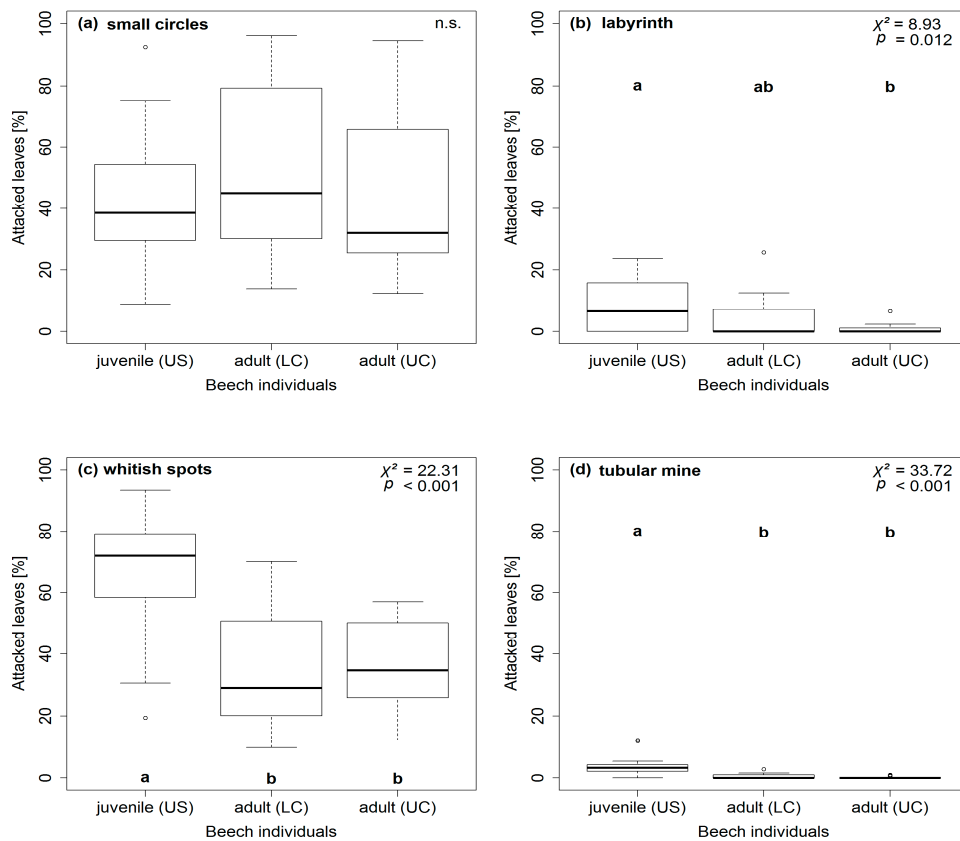 (a) small circles
n.s.
Attacked leaves [%]
100
80
60
40
20
0
juvenile (US) adult (LC) adult (UC)
Beech individuals
(b) labyrinth
χ² = 8.93
p = 0.012
a ab b
Attacked leaves [%]
100
80
60
40
20
0
juvenile (US) adult (LC) adult (UC)
Beech individuals
(c) whitish spots
χ² = 22.31
p < 0.001
Attacked leaves [%]
100
80
60
40
20
0
a b b
juvenile (US) adult (LC) adult (UC)
Beech individuals
(d) tubular mine
χ² = 33.72
p < 0.001
a b b
Attacked leaves [%]
100
80
60
40
20
0
juvenile (US) adult (LC) adult (UC)
Beech individuals